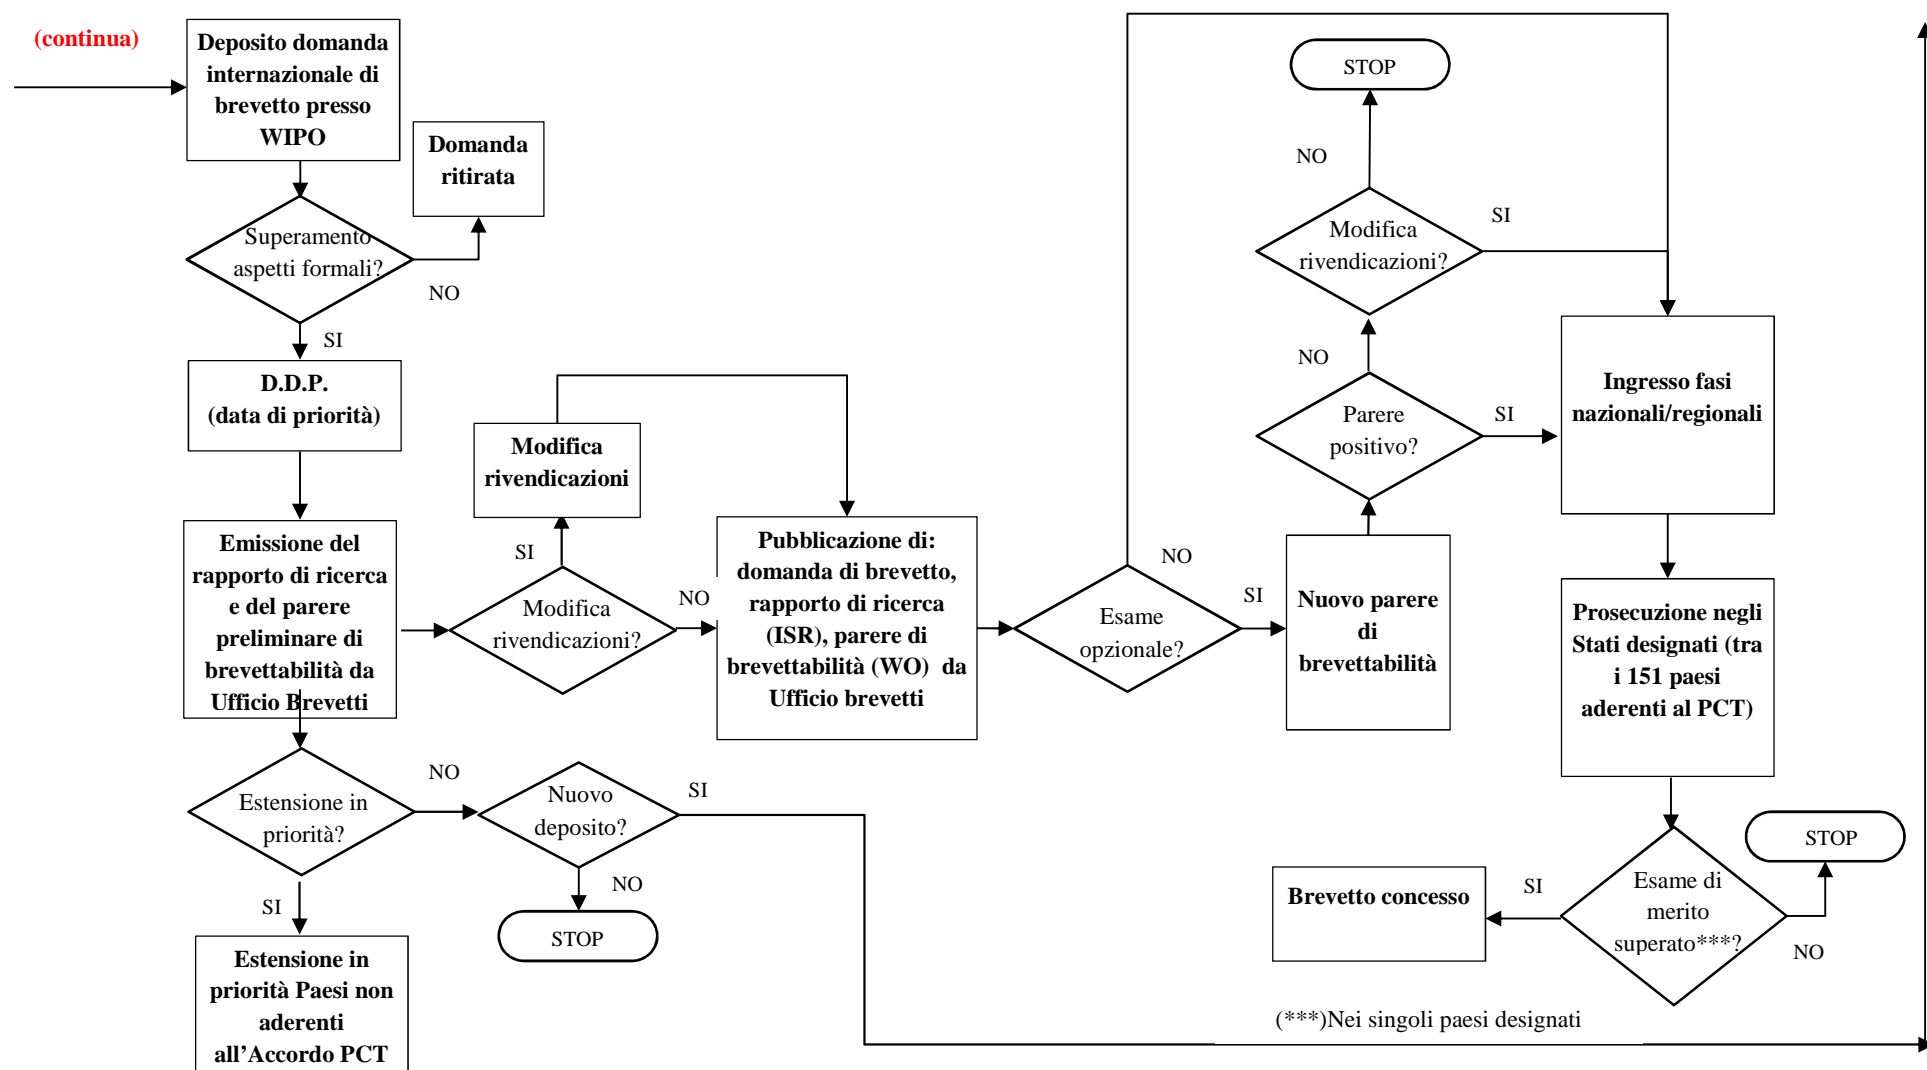 (continua)
Deposito domanda
internazionale di
brevetto presso
WIPO
Domanda
ritirata
Superamento
aspetti formali?
NO
SI
D.D.P.
(data di priorità)
Emissione del
rapporto di ricerca
e del parere
preliminare di
brevettabilità da
Ufficio Brevetti
Modifica
rivendicazioni
SI
Modifica
rivendicazioni?
NO
Pubblicazione di:
domanda di brevetto,
rapporto di ricerca
(ISR), parere di
brevettabilità (WO) da
Ufficio brevetti
Estensione in
priorità?
NO
Nuovo
deposito?
SI
NO
STOP
SI
Estensione in
priorità Paesi non
aderenti
all'Accordo PCT
Esame
opzionale?
NO
SI
Nuovo parere
di
brevettabilità
Parere
positivo?
NO
SI
Modifica
rivendicazioni?
NO
SI
STOP
Ingresso fasi
nazionali/regionali
Prosecuzione negli
Stati designati (tra
i 151 paesi
aderenti al PCT)
Esame di
merito
superato***?
SI
NO
STOP
Brevetto concesso
(***)Nei singoli paesi designati